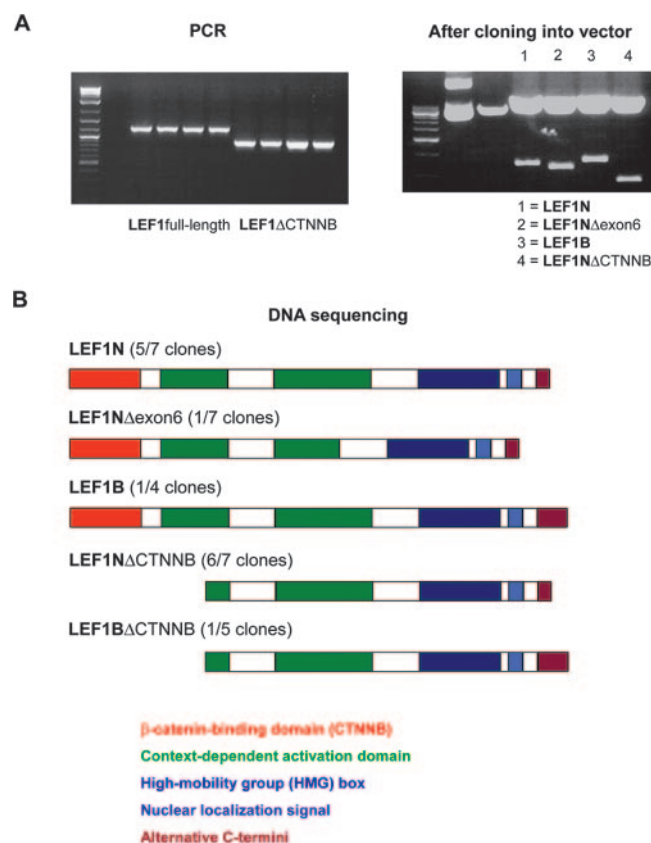 A
PCR
After cloning into vector
1 2 3 4
LEF1full-length LEF1ΔCTNNB
1 = LEF1N
2 = LEF1NΔexon6
3 = LEF1B
4 = LEF1NΔCTNNB
B
DNA sequencing
LEF1N (5/7 clones)
LEF1NΔexon6 (1/7 clones)
LEF1B (1/4 clones)
LEF1NΔCTNNB (6/7 clones)
LEF1BΔCTNNB (1/5 clones)
β-catenin-binding domain (CTNNB)
Context-dependent activation domain
High-mobility group (HMG) box
Nuclear localization signal
Alternative C-termini